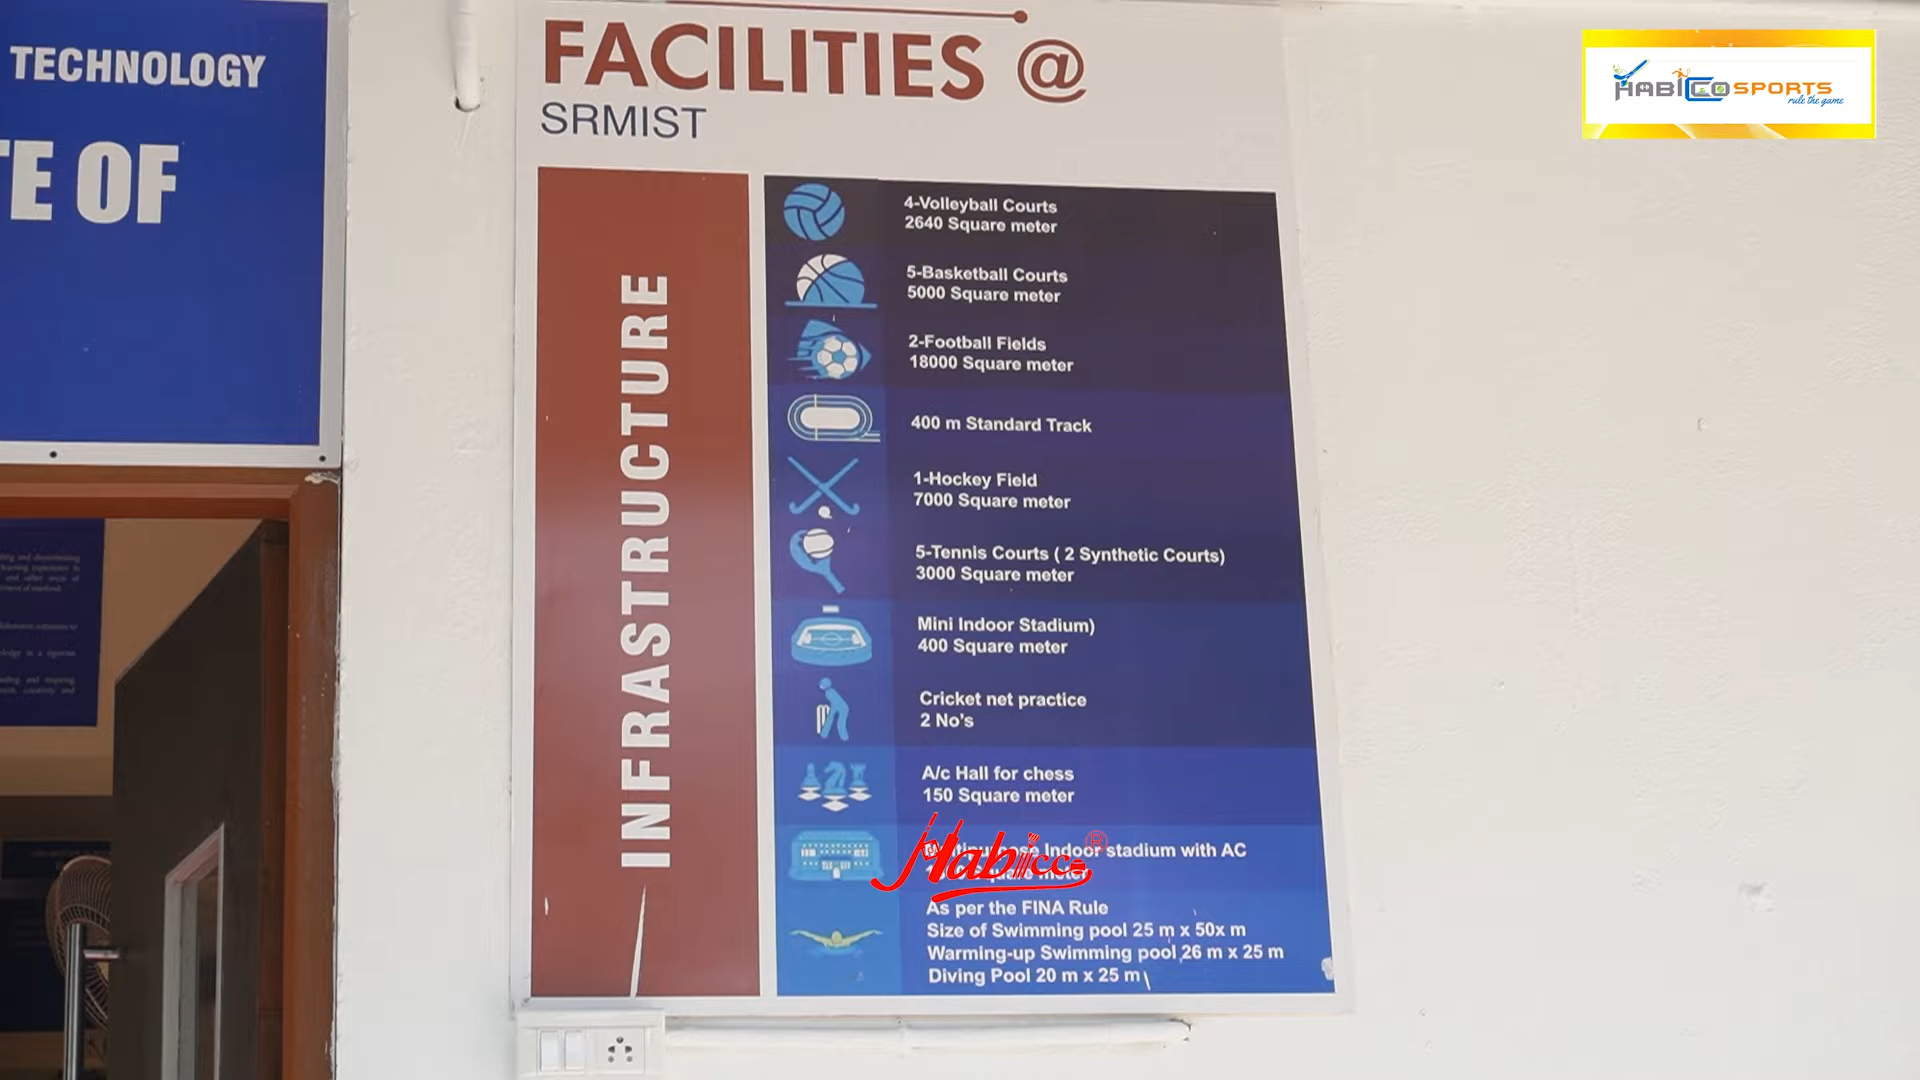 TECHNOLOGY
TE OF
FACILITIES @
SRMIST
INFRASTRUCTURE
4-Volleyball Courts
2640 Square meter
5-Basketball Courts
5000 Square meter
2-Football Fields
18000 Square meter
400 m Standard Track
1-Hockey Field
7000 Square meter
5-Tennis Courts ( 2 Synthetic Courts)
3000 Square meter
Mini Indoor Stadium)
400 Square meter
Cricket net practice
2 No's
A/c Hall for chess
150 Square meter
Indoor stadium with AC
Square meter
As per the FINA Rule
Size of Swimming pool 25 m x 50x m
Warming-up Swimming pool 26 m x 25 m
Diving Pool 20 m x 25 m
HABICCO SPORTS
rule the game
Habicco®